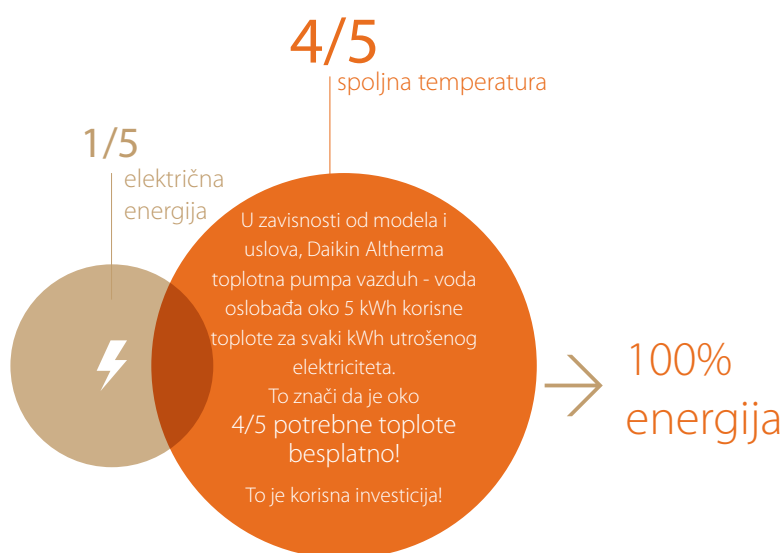 4/5
spoljna temperatura
1/5
električna
energija
U zavisnosti od modela i
uslova, Daikin Altherma
toplotna pumpa vazduh - voda
oslobađa oko 5 kWh korisne
toplote za svaki kWh utrošenog
elektriciteta.
To znači da je oko
4/5 potrebne toplote
besplatno!
To je korisna investicija!
100%
energija